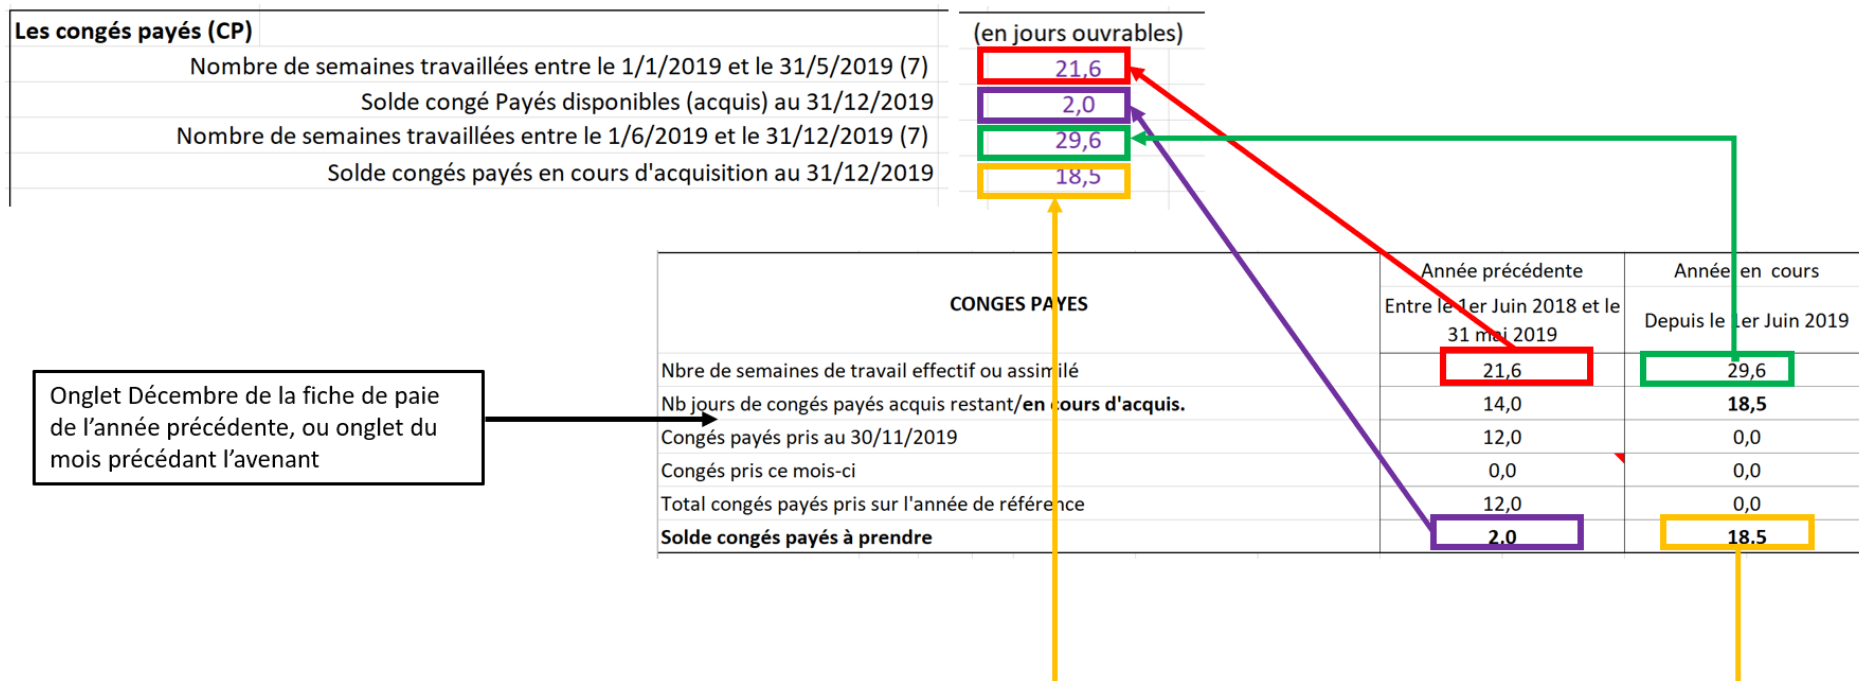 Les congés payés (CP)
(en jours ouvrables)
Nombre de semaines travaillées entre le 1/1/2019 et le 31/5/2019 (7) 21,6
Solde congé Payés disponibles (acquis) au 31/12/2019 2,0
Nombre de semaines travaillées entre le 1/6/2019 et le 31/12/2019 (7) 29,6
Solde congés payés en cours d'acquisition au 31/12/2019 18,5
CONGES PAYES
Année précédente
Entre le 1er Juin 2018 et le
31 mai 2019
Année en cours
Depuis le 1er Juin 2019
Nbre de semaines de travail effectif ou assimilé 21,6 29,6
Nb jours de congés payés acquis restant/en cours d'acquis. 14,0 18,5
Congés payés pris au 30/11/2019 12,0 0,0
Congés pris ce mois-ci 0,0 0,0
Total congés payés pris sur l'année de référence 12,0 0,0
Solde congés payés à prendre 2,0 18,5
Onglet Décembre de la fiche de paie
de l’année précédente, ou onglet du
mois précédant l’avenant